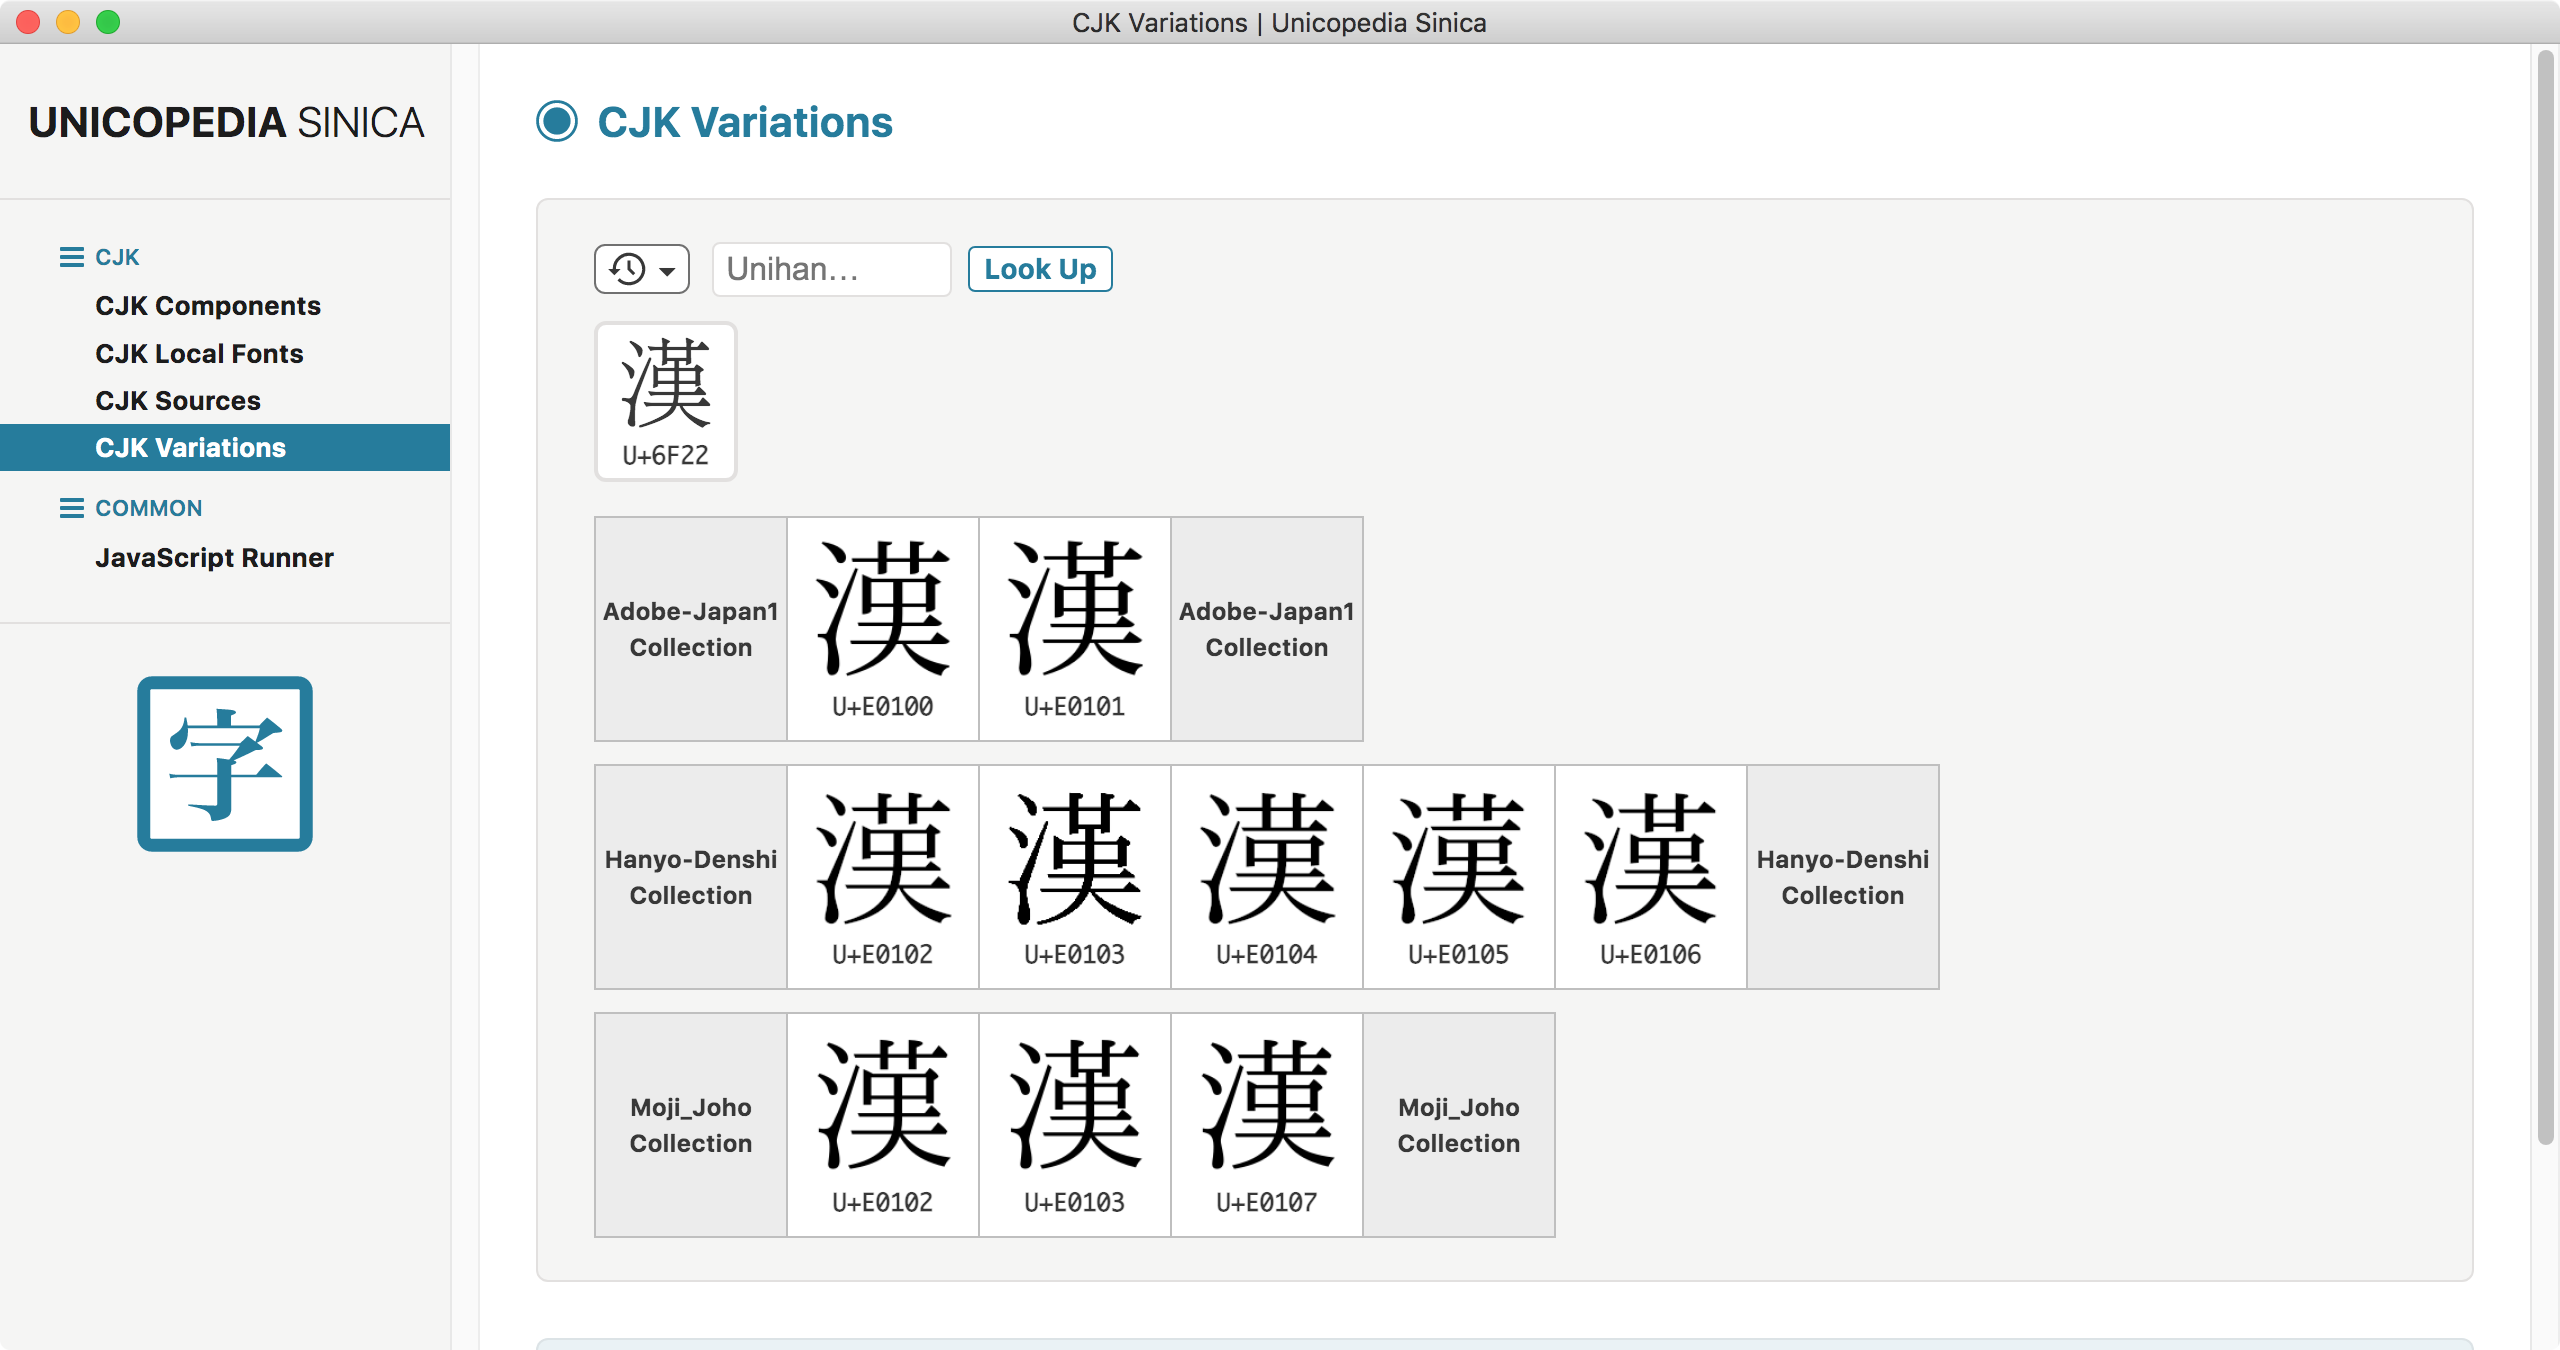 CJK Variations | Unicopedia Sinica
UNICOPEDIA SINICA
CJK
CJK Components
CJK Local Fonts
CJK Sources
CJK Variations
COMMON
JavaScript Runner
字
CJK Variations
Unihan...
Look Up
漢
U+6F22
Adobe-Japan1 Collection
漢 漢
U+E0100 U+E0101
Adobe-Japan1 Collection
Hanyo-Denshi Collection
漢 漢 漢 漢 漢
U+E0102 U+E0103 U+E0104 U+E0105 U+E0106
Hanyo-Denshi Collection
Moji_Joho Collection
漢 漢 漢
U+E0102 U+E0103 U+E0107
Moji_Joho Collection